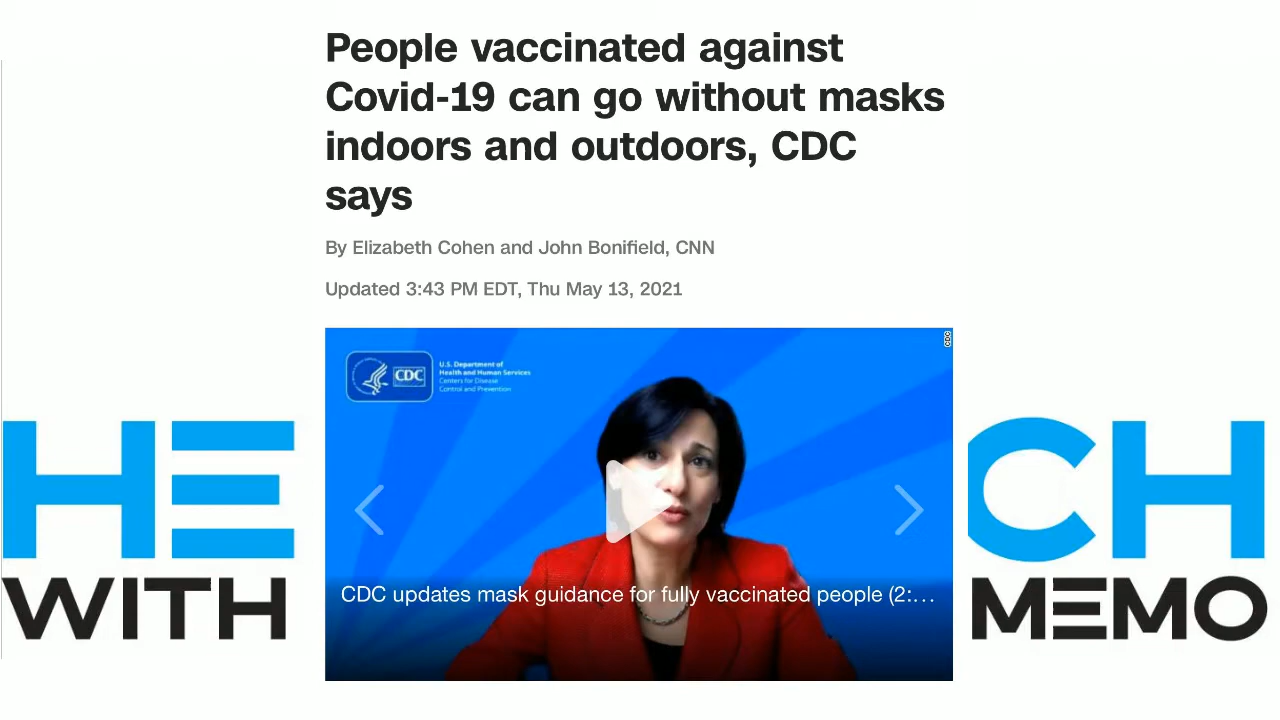 People vaccinated against
Covid-19 can go without masks
indoors and outdoors, CDC
says
By Elizabeth Cohen and John Bonifield, CNN
Updated 3:43 PM EDT, Thu May 13, 2021
CDC
CDC
U.S. Department of
Health and Human Services
Centers for Disease
Control and Prevention
CDC updates mask guidance for fully vaccinated people (2:...
HE
CH
WITH
MEMO